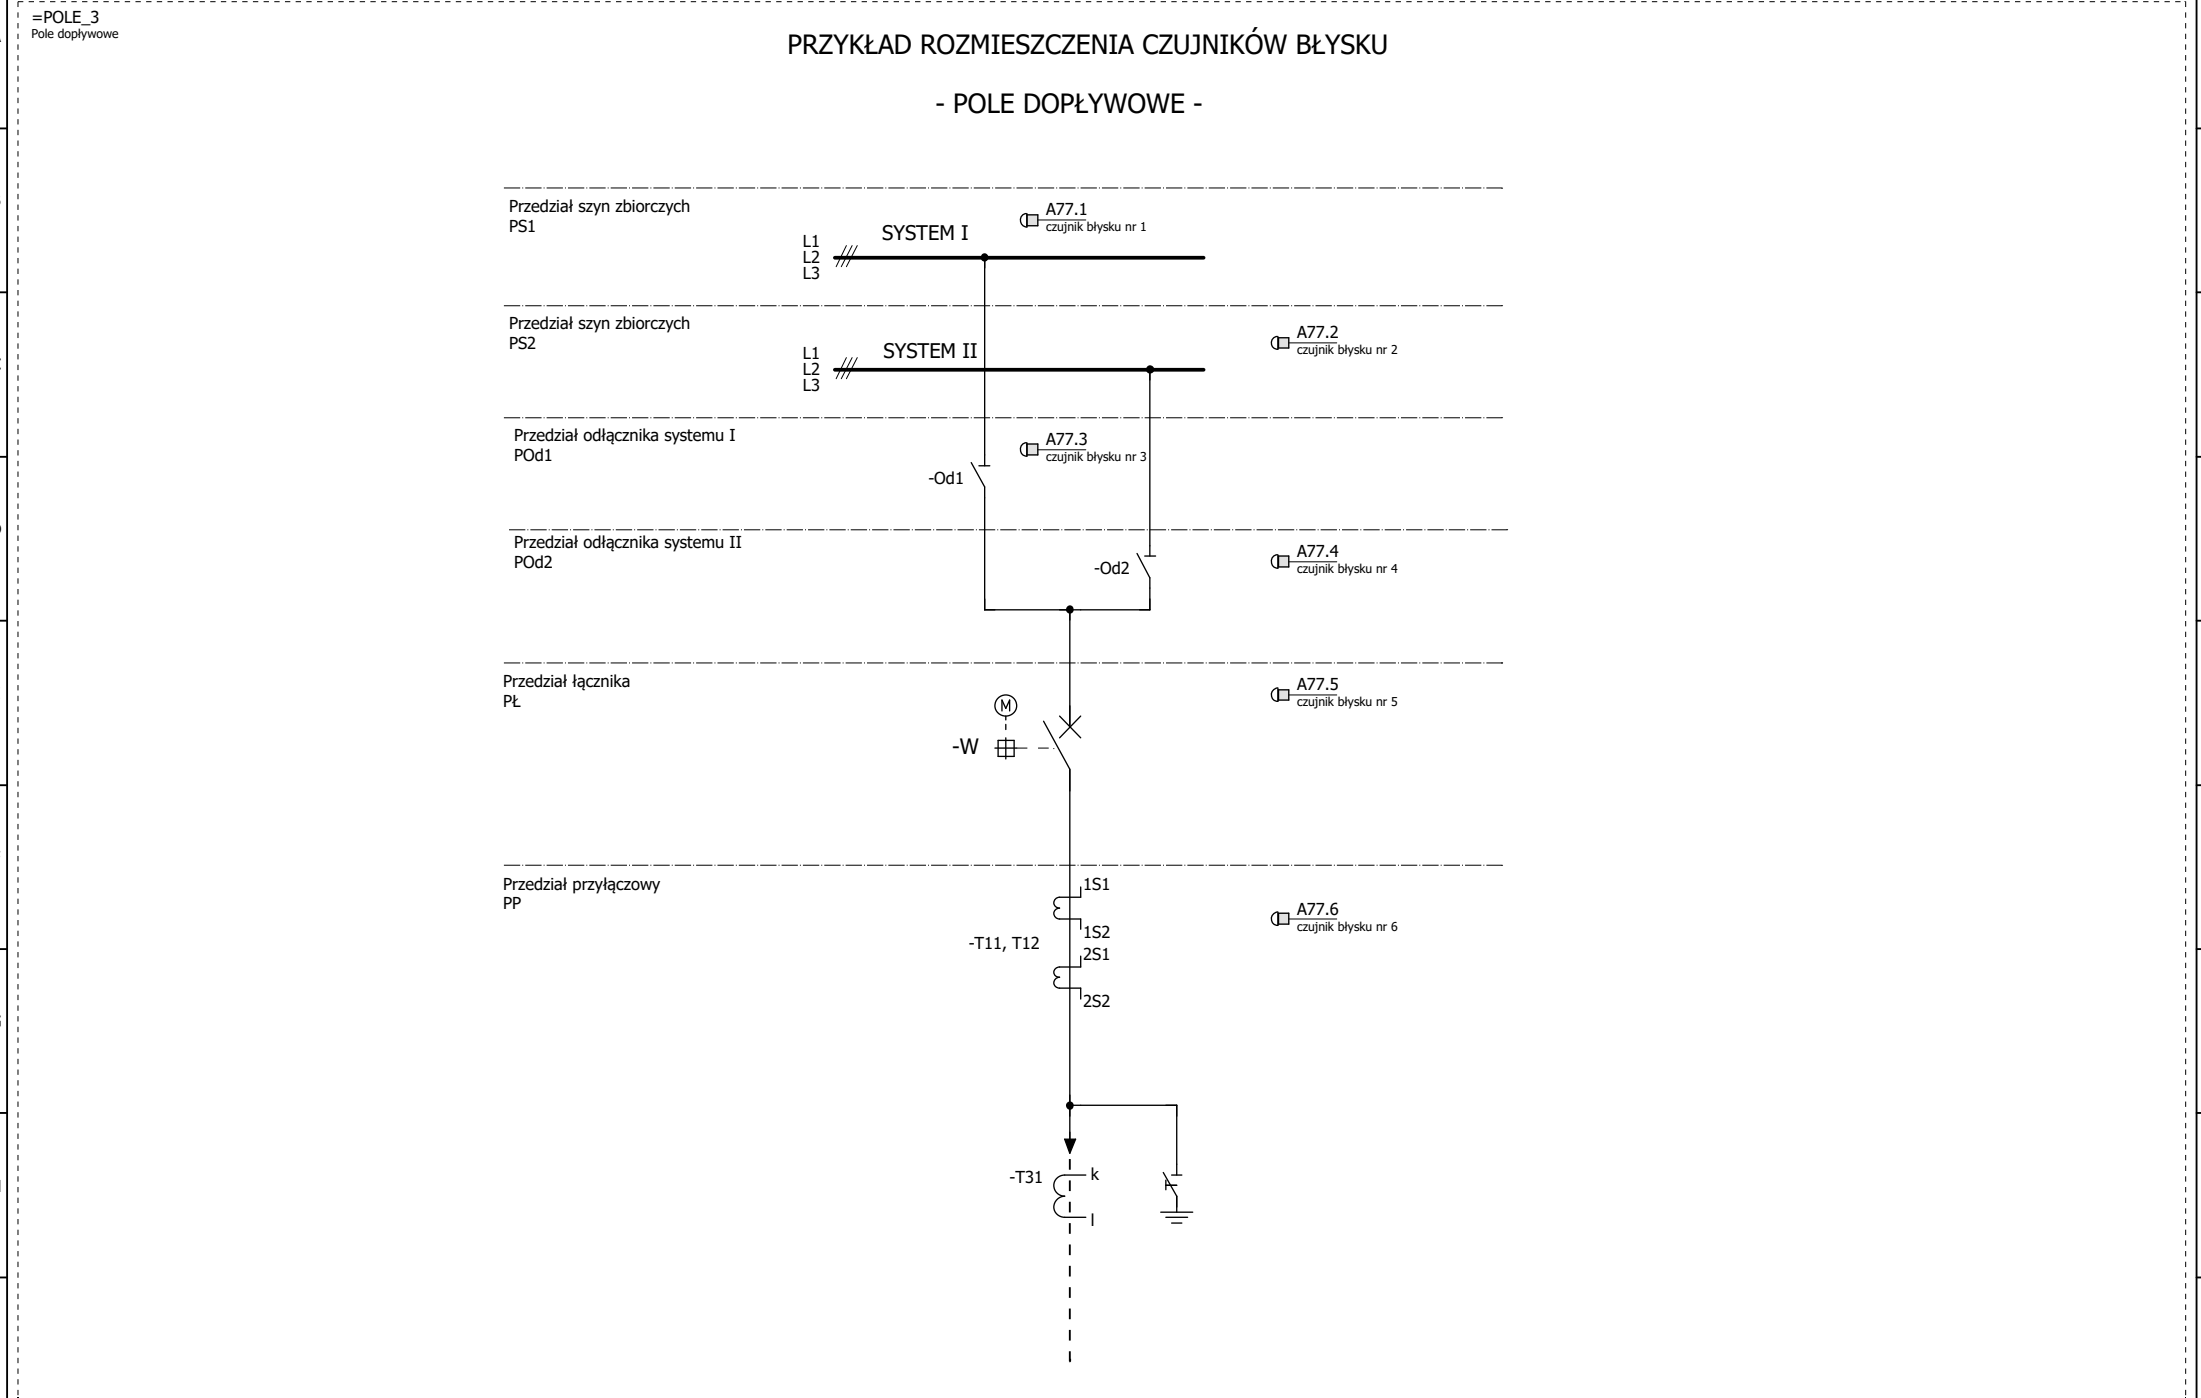 =POLE_3
Pole dopływowe
PRZYKŁAD ROZMIESZCZENIA CZUJNIKÓW BŁYSKU
- POLE DOPŁYWOWE -
Przedział szyn zbiorczych
PS1
A77.1
czujnik błysku nr 1
SYSTEM I
L1
L2
L3
Przedział szyn zbiorczych
PS2
A77.2
czujnik błysku nr 2
SYSTEM II
L1
L2
L3
Przedział odłącznika systemu I
POd1
A77.3
czujnik błysku nr 3
-Od1
Przedział odłącznika systemu II
POd2
A77.4
czujnik błysku nr 4
-Od2
Przedział łącznika
PŁ
A77.5
czujnik błysku nr 5
M
-W
Przedział przyłączowy
PP
1S1
A77.6
czujnik błysku nr 6
1S2
-T11, T12
2S1
2S2
-T31
k
l